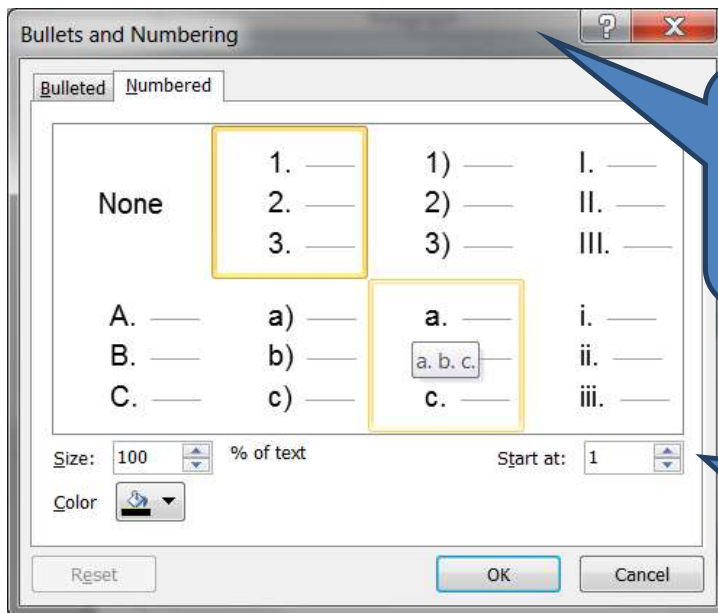 Bullets and Numbering
Bulleted Numbered
None
1.
2.
3.
1)
2)
3)
I.
II.
III.
A.
B.
C.
a)
b)
c)
a.
a. b. c.
c.
i.
ii.
iii.
Size: 100 % of text Start at: 1
Color
Reset OK Cancel